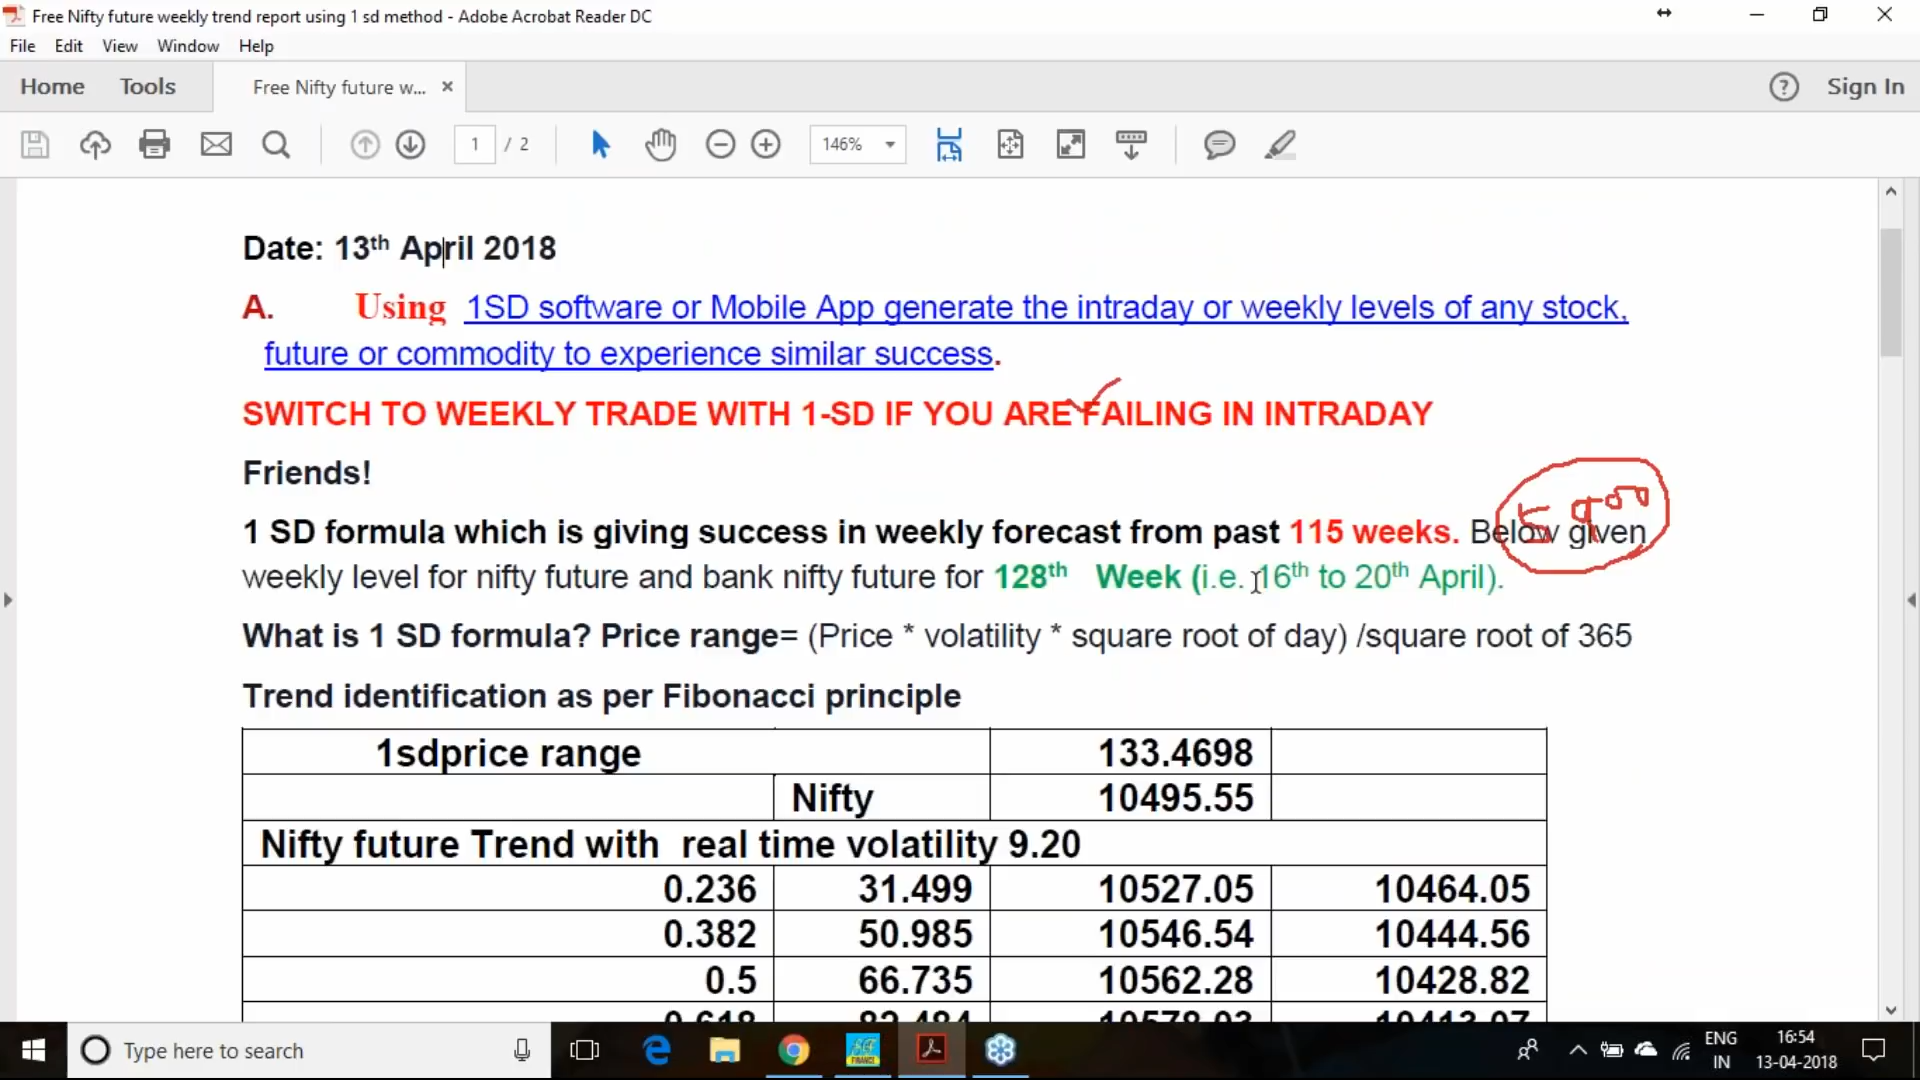 Free Nifty future weekly trend report using 1 sd method - Adobe Acrobat Reader DC
File Edit View Window Help
Home Tools Free Nifty future w... × ? Sign In
1 / 2 146%
Date: 13th April 2018
A. Using 1SD software or Mobile App generate the intraday or weekly levels of any stock,
future or commodity to experience similar success.
SWITCH TO WEEKLY TRADE WITH 1-SD IF YOU ARE FAILING IN INTRADAY
Friends!
1 SD formula which is giving success in weekly forecast from past 115 weeks. Below given
weekly level for nifty future and bank nifty future for 128th Week (i.e. 16th to 20th April).
What is 1 SD formula? Price range= (Price * volatility * square root of day) /square root of 365
Trend identification as per Fibonacci principle
1sdprice range 133.4698
Nifty 10495.55
Nifty future Trend with real time volatility 9.20
0.236 31.499 10527.05 10464.05
0.382 50.985 10546.54 10444.56
0.5 66.735 10562.28 10428.82
0.618 82.484 10578.03 10413.07
Type here to search
ENG 16:54
IN 13-04-2018